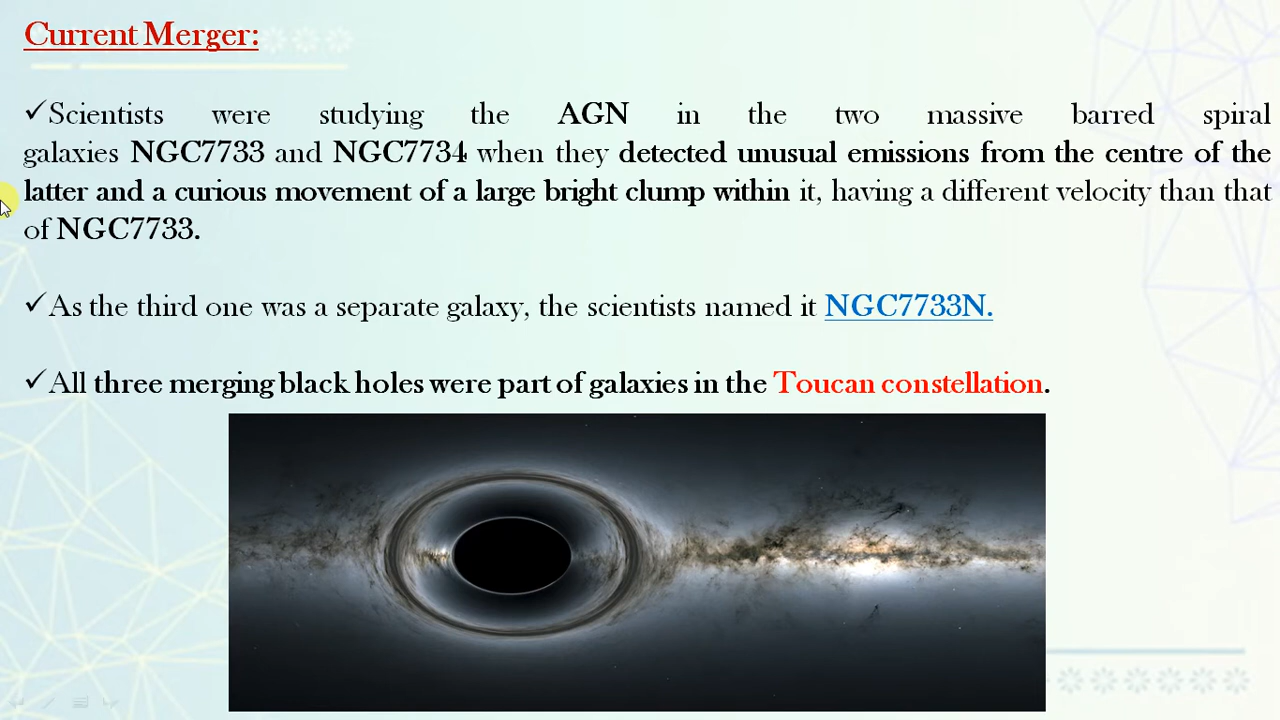 Current Merger:
✓Scientists were studying the AGN in the two massive barred spiral
galaxies NGC7733 and NGC7734 when they detected unusual emissions from the centre of the
latter and a curious movement of a large bright clump within it, having a different velocity than that
of NGC7733.
✓As the third one was a separate galaxy, the scientists named it NGC7733N.
✓All three merging black holes were part of galaxies in the Toucan constellation.